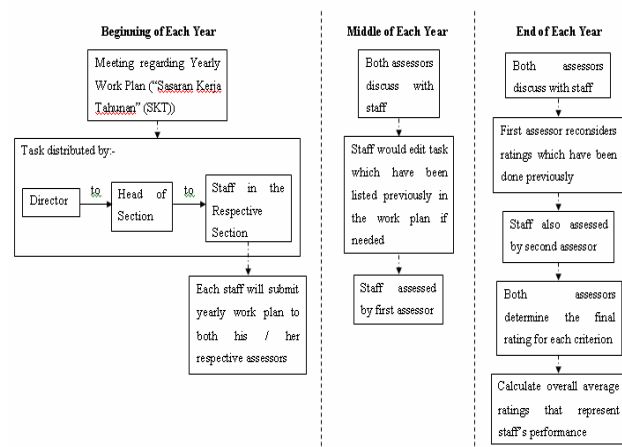 Beginning of Each Year
Meeting regarding Yearly
Work Plan ("Sasaran Kerja
Tahunan" (SKT))
Task distributed by:-
Director
to
Head of
Section
to
Staff in the
Respective
Section
Each staff will submit
yearly work plan to
both his / her
respective assessors
Middle of Each Year
Both assessors
discuss with
staff
Staff would edit task
which have been
listed previously in
the work plan if
needed
Staff assessed
by first assessor
End of Each Year
Both assessors
discuss with staff
First assessor reconsiders
ratings which have been
done previously
Staff also assessed
by second assessor
Both assessors
determine the final
rating for each criterion
Calculate overall average
ratings that represent
staff's performance